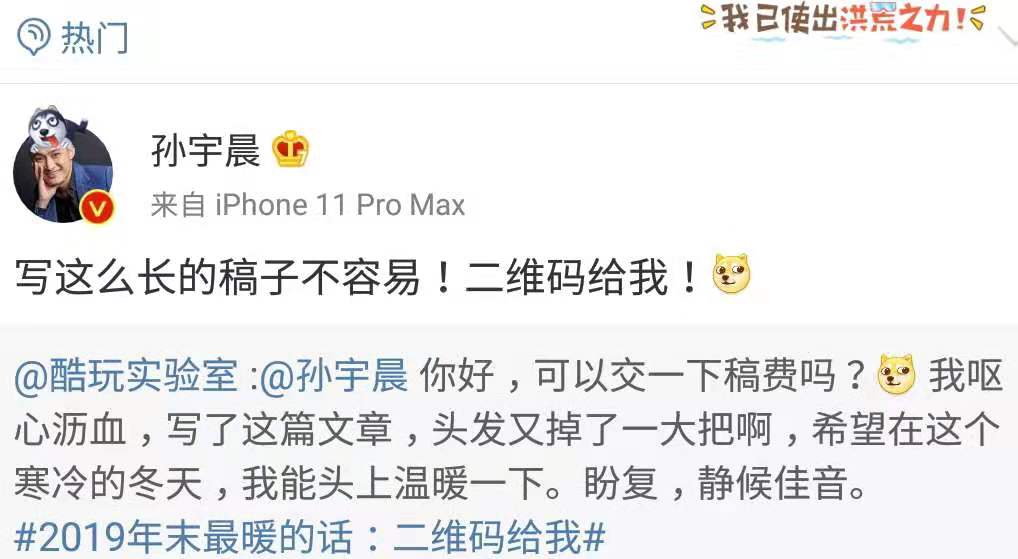 热门
我已使出洪荒之力！
孙宇晨
来自 iPhone 11 Pro Max
写这么长的稿子不容易！二维码给我！
@酷玩实验室 :@孙宇晨 你好，可以交一下稿费吗？我呕
心沥血，写了这篇文章，头发又掉了一大把啊，希望在这个
寒冷的冬天，我能头上温暖一下。盼复，静候佳音。
#2019年末最暖的话：二维码给我#